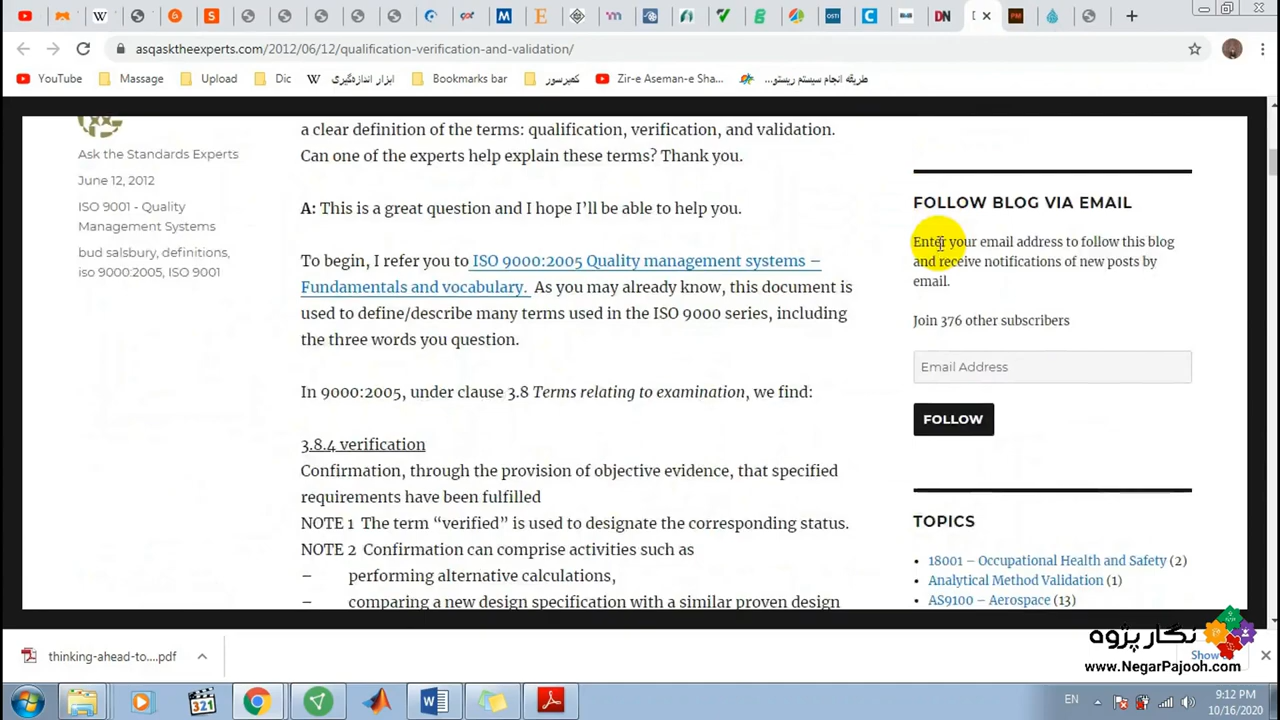 asqasktheexperts.com/2012/06/12/qualification-verification-and-validation/
YouTube
Massage
Upload
Dic
ابزار اندازه‌گیری
Bookmarks bar
کمپرسور
Zir-e Aseman-e Sha...
طریقه انجام سیستم ریستو...
Ask the Standards Experts
June 12, 2012
ISO 9001 - Quality
Management Systems
bud salsbury, definitions,
iso 9000:2005, ISO 9001
a clear definition of the terms: qualification, verification, and validation.
Can one of the experts help explain these terms? Thank you.
A: This is a great question and I hope I’ll be able to help you.
To begin, I refer you to ISO 9000:2005 Quality management systems –
Fundamentals and vocabulary. As you may already know, this document is
used to define/describe many terms used in the ISO 9000 series, including
the three words you question.
In 9000:2005, under clause 3.8 Terms relating to examination, we find:
3.8.4 verification
Confirmation, through the provision of objective evidence, that specified
requirements have been fulfilled
NOTE 1 The term “verified” is used to designate the corresponding status.
NOTE 2 Confirmation can comprise activities such as
– performing alternative calculations,
– comparing a new design specification with a similar proven design
FOLLOW BLOG VIA EMAIL
Enter your email address to follow this blog
and receive notifications of new posts by
email.
Join 376 other subscribers
Email Address
FOLLOW
TOPICS
18001 – Occupational Health and Safety (2)
Analytical Method Validation (1)
AS9100 – Aerospace (13)
نگار پژوه
www.NegarPajooh.com
thinking-ahead-to....pdf
Show
321
EN
9:12 PM
10/16/2020